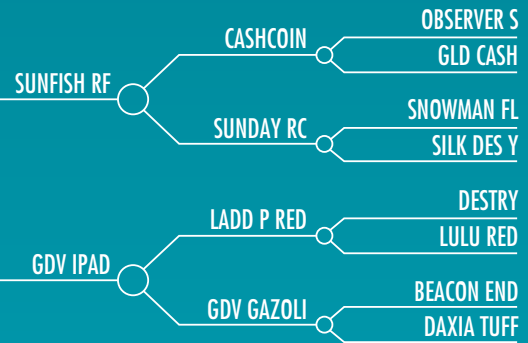 OBSERVER S
CASHCOIN
GLD CASH
SUNFISH RF
SNOWMAN FL
SUNDAY RC
SILK DES Y
DESTRY
LADD P RED
LULU RED
GDV IPAD
BEACON END
GDV GAZOLI
DAXIA TUFF